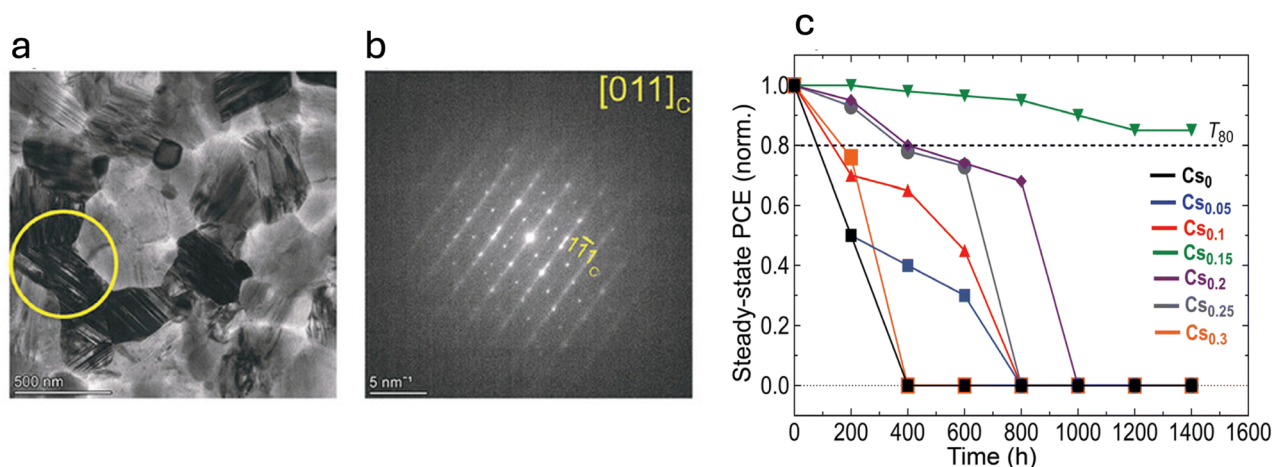 a
500 nm
b
[011]C
11̅1C
5 nm⁻¹
c
Steady-state PCE (norm.)
1.0
0.8
0.6
0.4
0.2
0.0
T80
Cs0
Cs0.05
Cs0.1
Cs0.15
Cs0.2
Cs0.25
Cs0.3
0 200 400 600 800 1000 1200 1400 1600
Time (h)